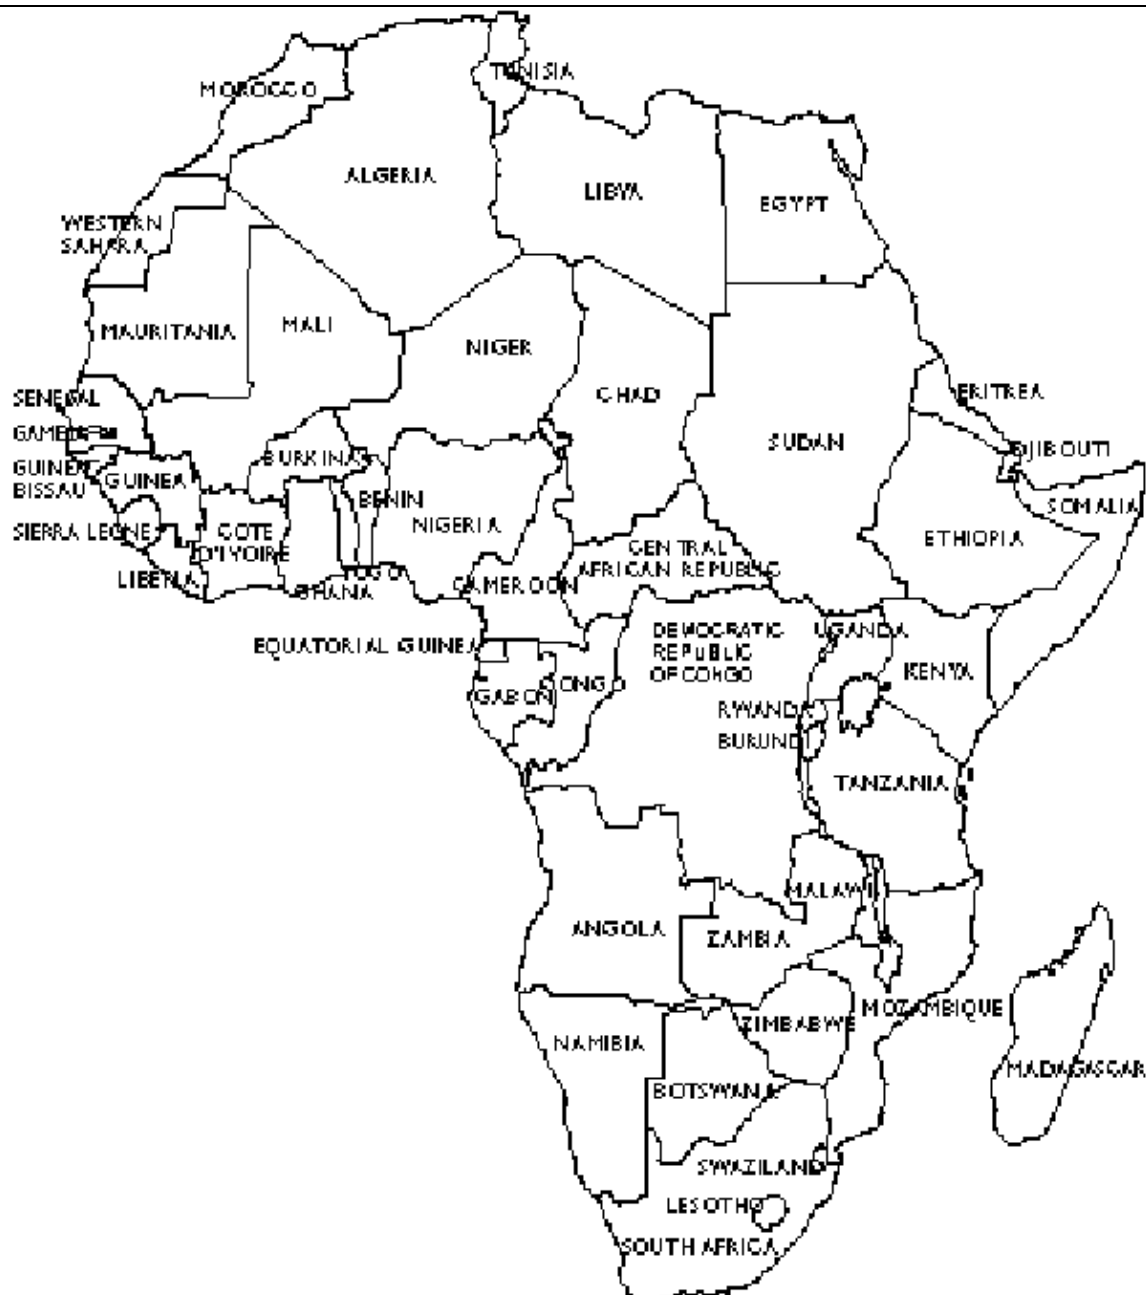 TUNISIA
MOROCCO
ALGERIA
LIBYA
EGYPT
WESTERN
SAHARA
MAURITANIA
MALI
NIGER
CHAD
SENEGAL
ERITREA
GAMBIA
SUDAN
DJIBOUTI
BURKINA
GUINEA
BISSAU
GUINEA
BENIN
SOMALIA
NIGERIA
SIERRA LEONE
COTE
D'IVOIRE
ETHIOPIA
CENTRAL
AFRICAN REPUBLIC
LIBERIA
TOGO
GHANA
CAMEROON
EQUATORIAL GUINEA
DEMOCRATIC
REPUBLIC
OF CONGO
UGANDA
KENYA
GABON
CONGO
RWANDA
BURUNDI
TANZANIA
MALAWI
ANGOLA
ZAMBIA
MOZAMBIQUE
ZIMBABWE
NAMIBIA
MADAGASCAR
BOTSWANA
SWAZILAND
LESOTHO
SOUTH AFRICA